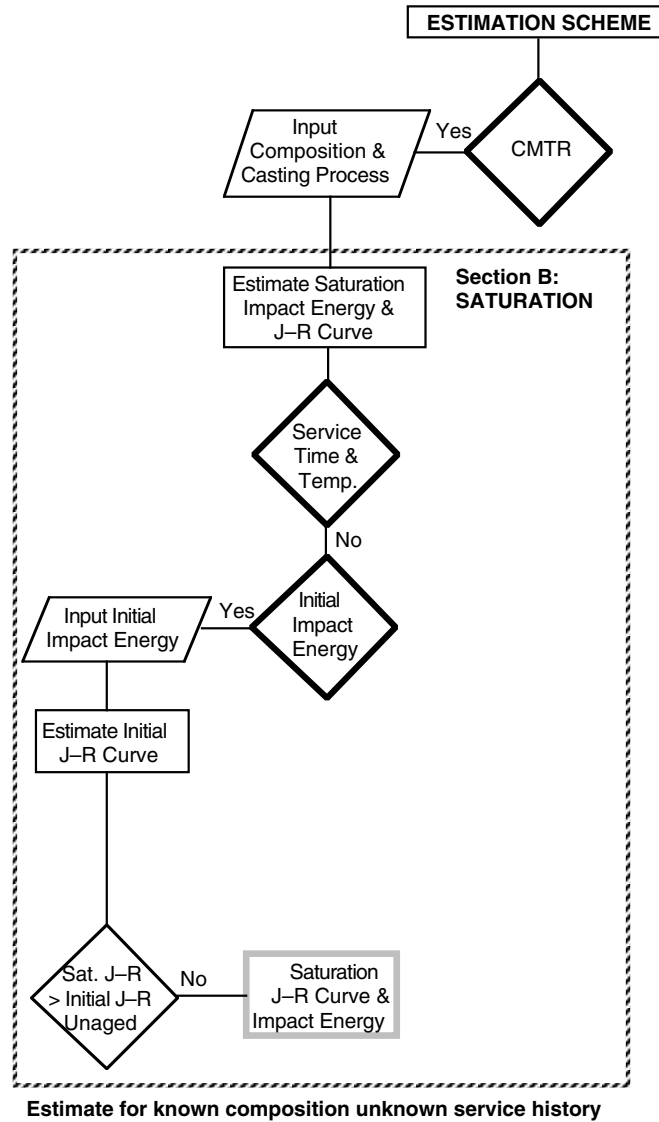 ESTIMATION SCHEME
CMTR
Yes
Input
Composition &
Casting Process
Section B:
SATURATION
Estimate Saturation
Impact Energy &
J–R Curve
Service
Time &
Temp.
No
Initial
Impact
Energy
Yes
Input Initial
Impact Energy
Estimate Initial
J–R Curve
Sat. J–R
> Initial J–R
Unaged
No
Saturation
J–R Curve &
Impact Energy
Estimate for known composition unknown service history